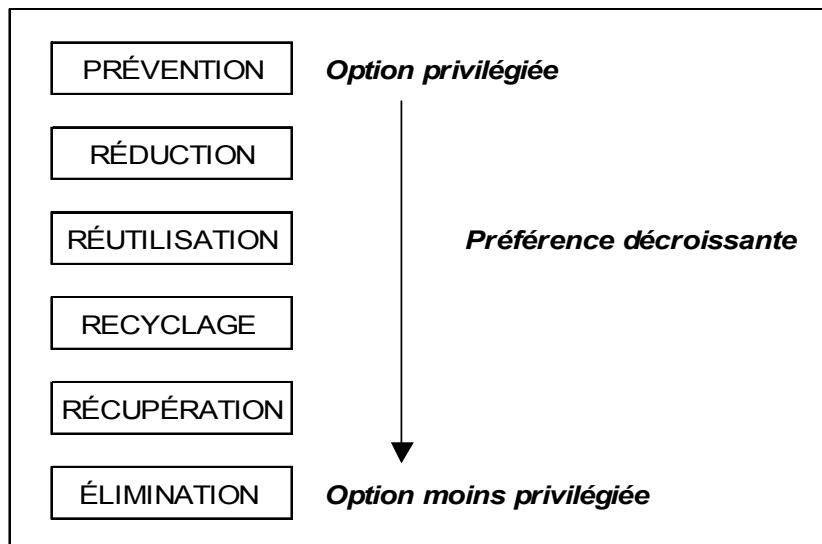 PRÉVENTION Option privilégiée
RÉDUCTION
RÉUTILISATION Préférence décroissante
RECYCLAGE
RÉCUPÉRATION
ÉLIMINATION Option moins privilégiée